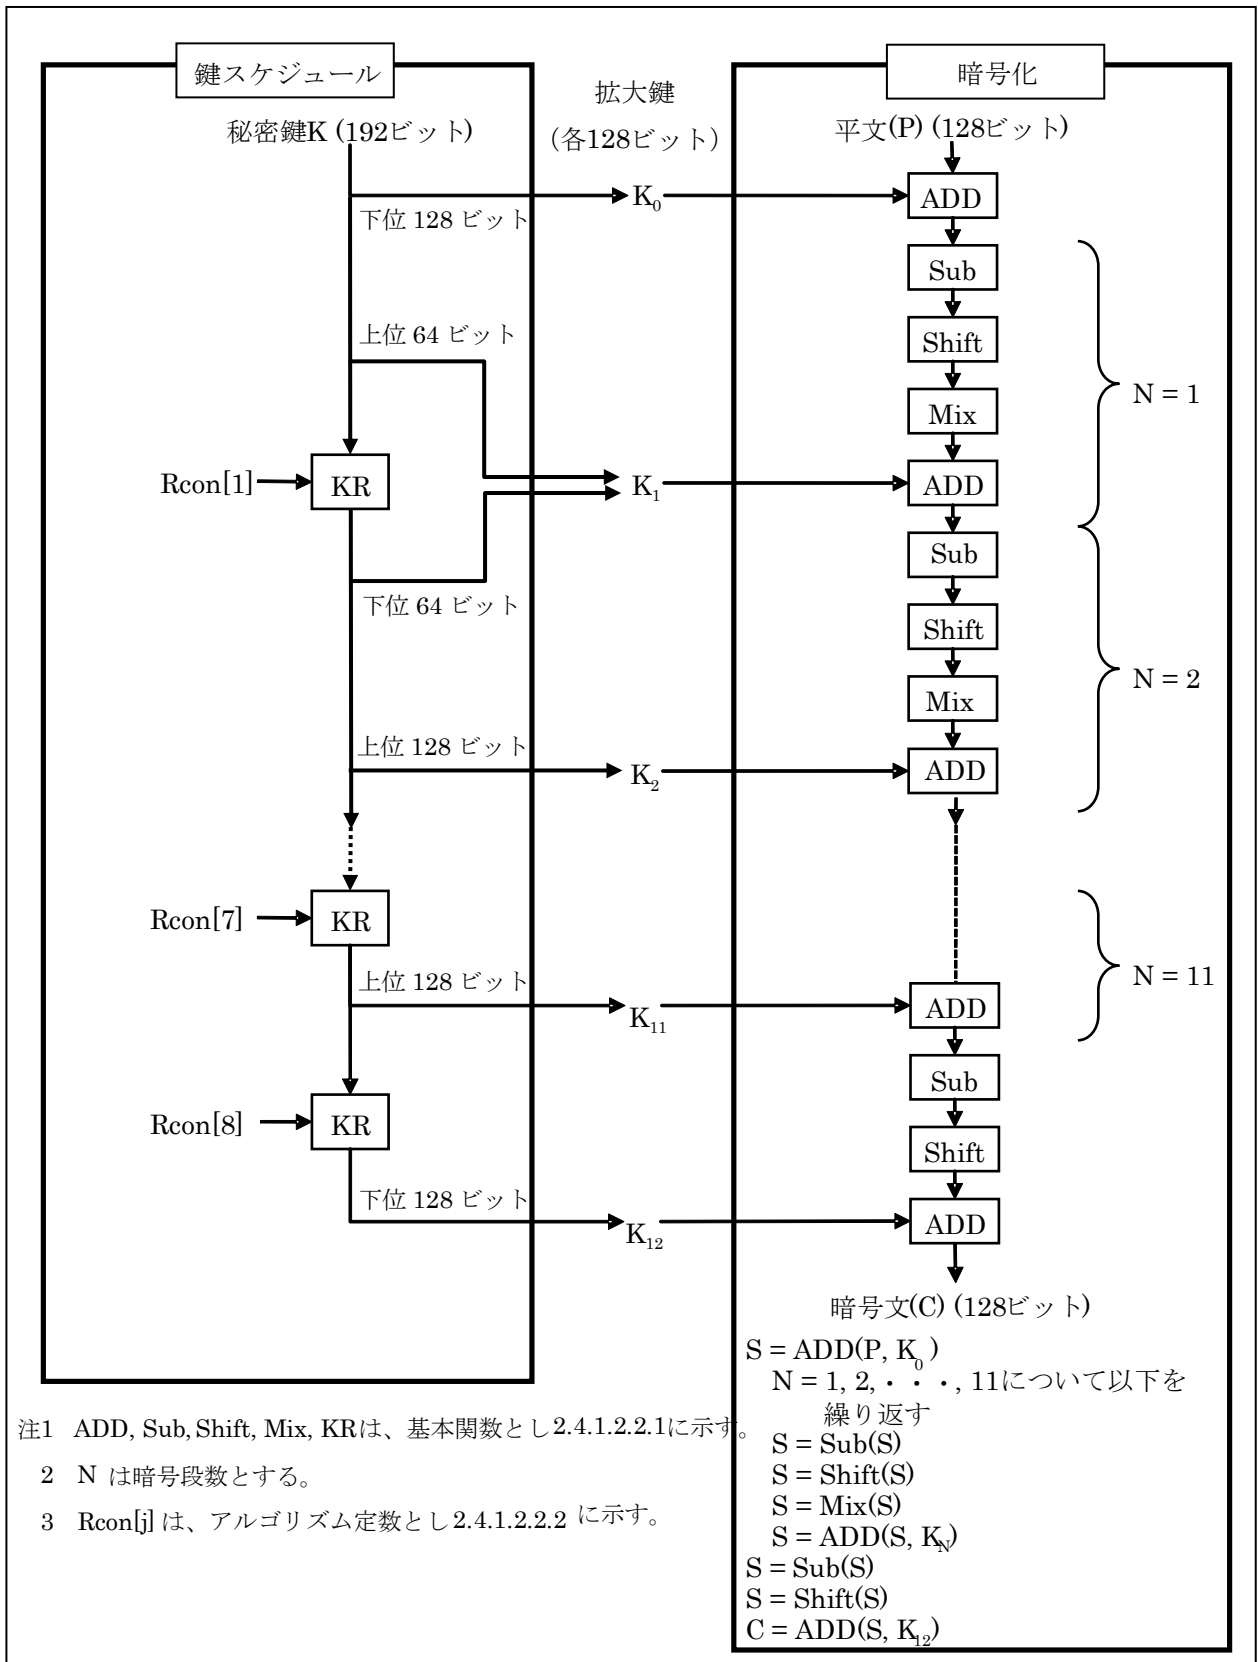 鍵スケジュール
秘密鍵K (192ビット)
下位 128 ビット
上位 64 ビット
Rcon[1]
KR
下位 64 ビット
上位 128 ビット
Rcon[7]
KR
上位 128 ビット
Rcon[8]
KR
下位 128 ビット
拡大鍵
(各128ビット)
K0
K1
K2
K11
K12
暗号化
平文(P) (128ビット)
ADD
Sub
Shift
Mix
ADD
N = 1
Sub
Shift
Mix
ADD
N = 2
ADD
N = 11
Sub
Shift
ADD
暗号文(C) (128ビット)
S = ADD(P, K0)
N = 1, 2, ・・・, 11について以下を
繰り返す
S = Sub(S)
S = Shift(S)
S = Mix(S)
S = ADD(S, KN)
S = Sub(S)
S = Shift(S)
C = ADD(S, K12)
注1 ADD, Sub, Shift, Mix, KRは、基本関数とし2.4.1.2.2.1に示す。
2 N は暗号段数とする。
3 Rcon[j] は、アルゴリズム定数とし2.4.1.2.2.2 に示す。